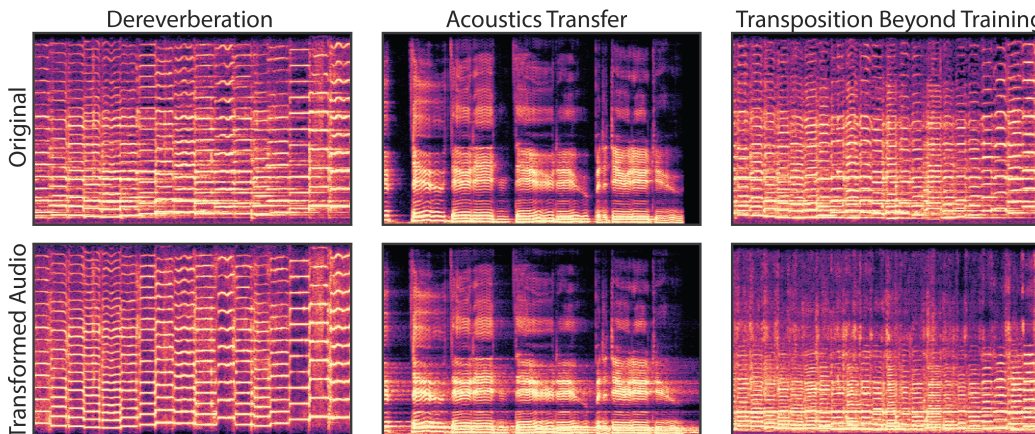 Dereverberation
Acoustics Transfer
Transposition Beyond Training
Original
Transformed Audio